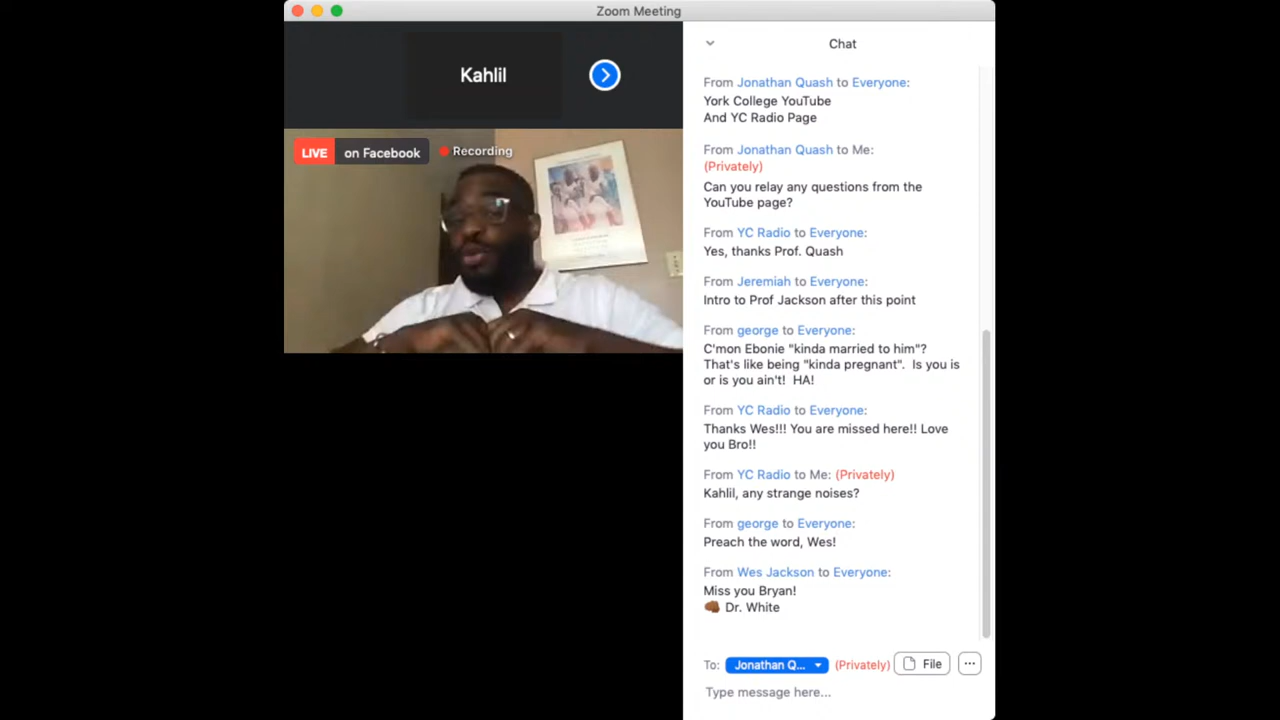 Zoom Meeting
Kahlil
LIVE on Facebook
Recording
Chat
From Jonathan Quash to Everyone:
York College YouTube
And YC Radio Page
From Jonathan Quash to Me:
(Privately)
Can you relay any questions from the
YouTube page?
From YC Radio to Everyone:
Yes, thanks Prof. Quash
From Jeremiah to Everyone:
Intro to Prof Jackson after this point
From george to Everyone:
C'mon Ebonie "kinda married to him"?
That's like being "kinda pregnant".  Is you is
or is you ain't!  HA!
From YC Radio to Everyone:
Thanks Wes!!! You are missed here!! Love
you Bro!!
From YC Radio to Me: (Privately)
Kahlil, any strange noises?
From george to Everyone:
Preach the word, Wes!
From Wes Jackson to Everyone:
Miss you Bryan!
👊🏾 Dr. White
To: Jonathan Q... (Privately) File ...
Type message here...